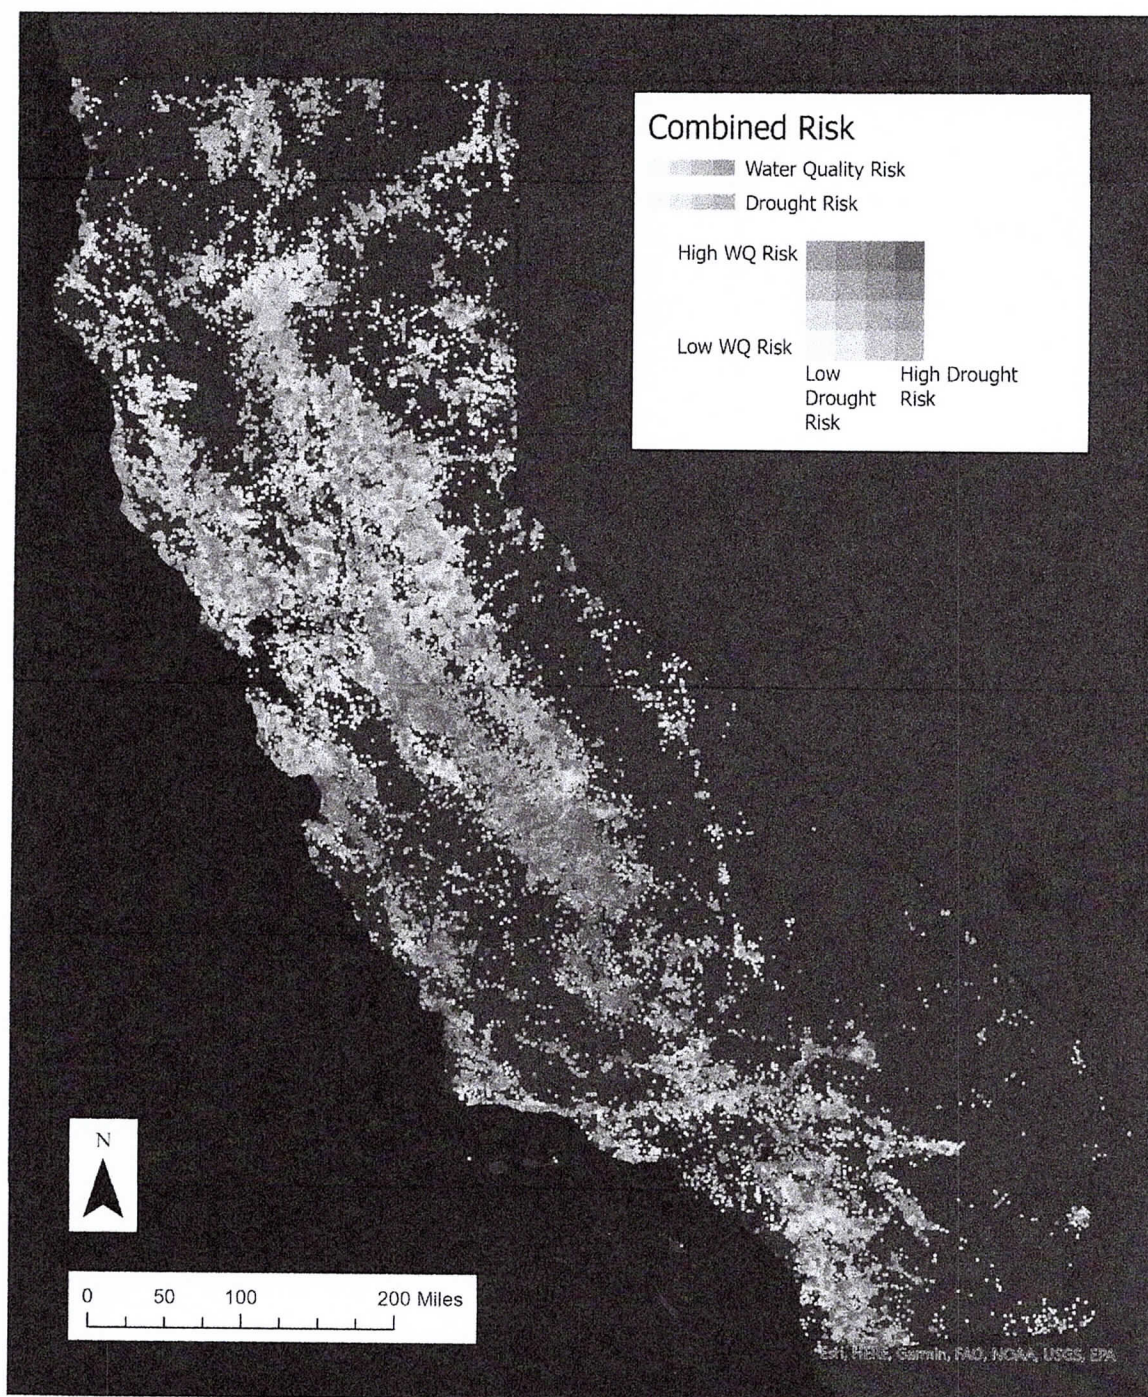 Combined Risk
Water Quality Risk
Drought Risk
High WQ Risk
Low WQ Risk
Low
Drought
Risk
High Drought
Risk
N
0 50 100 200 Miles
Esri, HERE, Garmin, FAO, NOAA, USGS, EPA